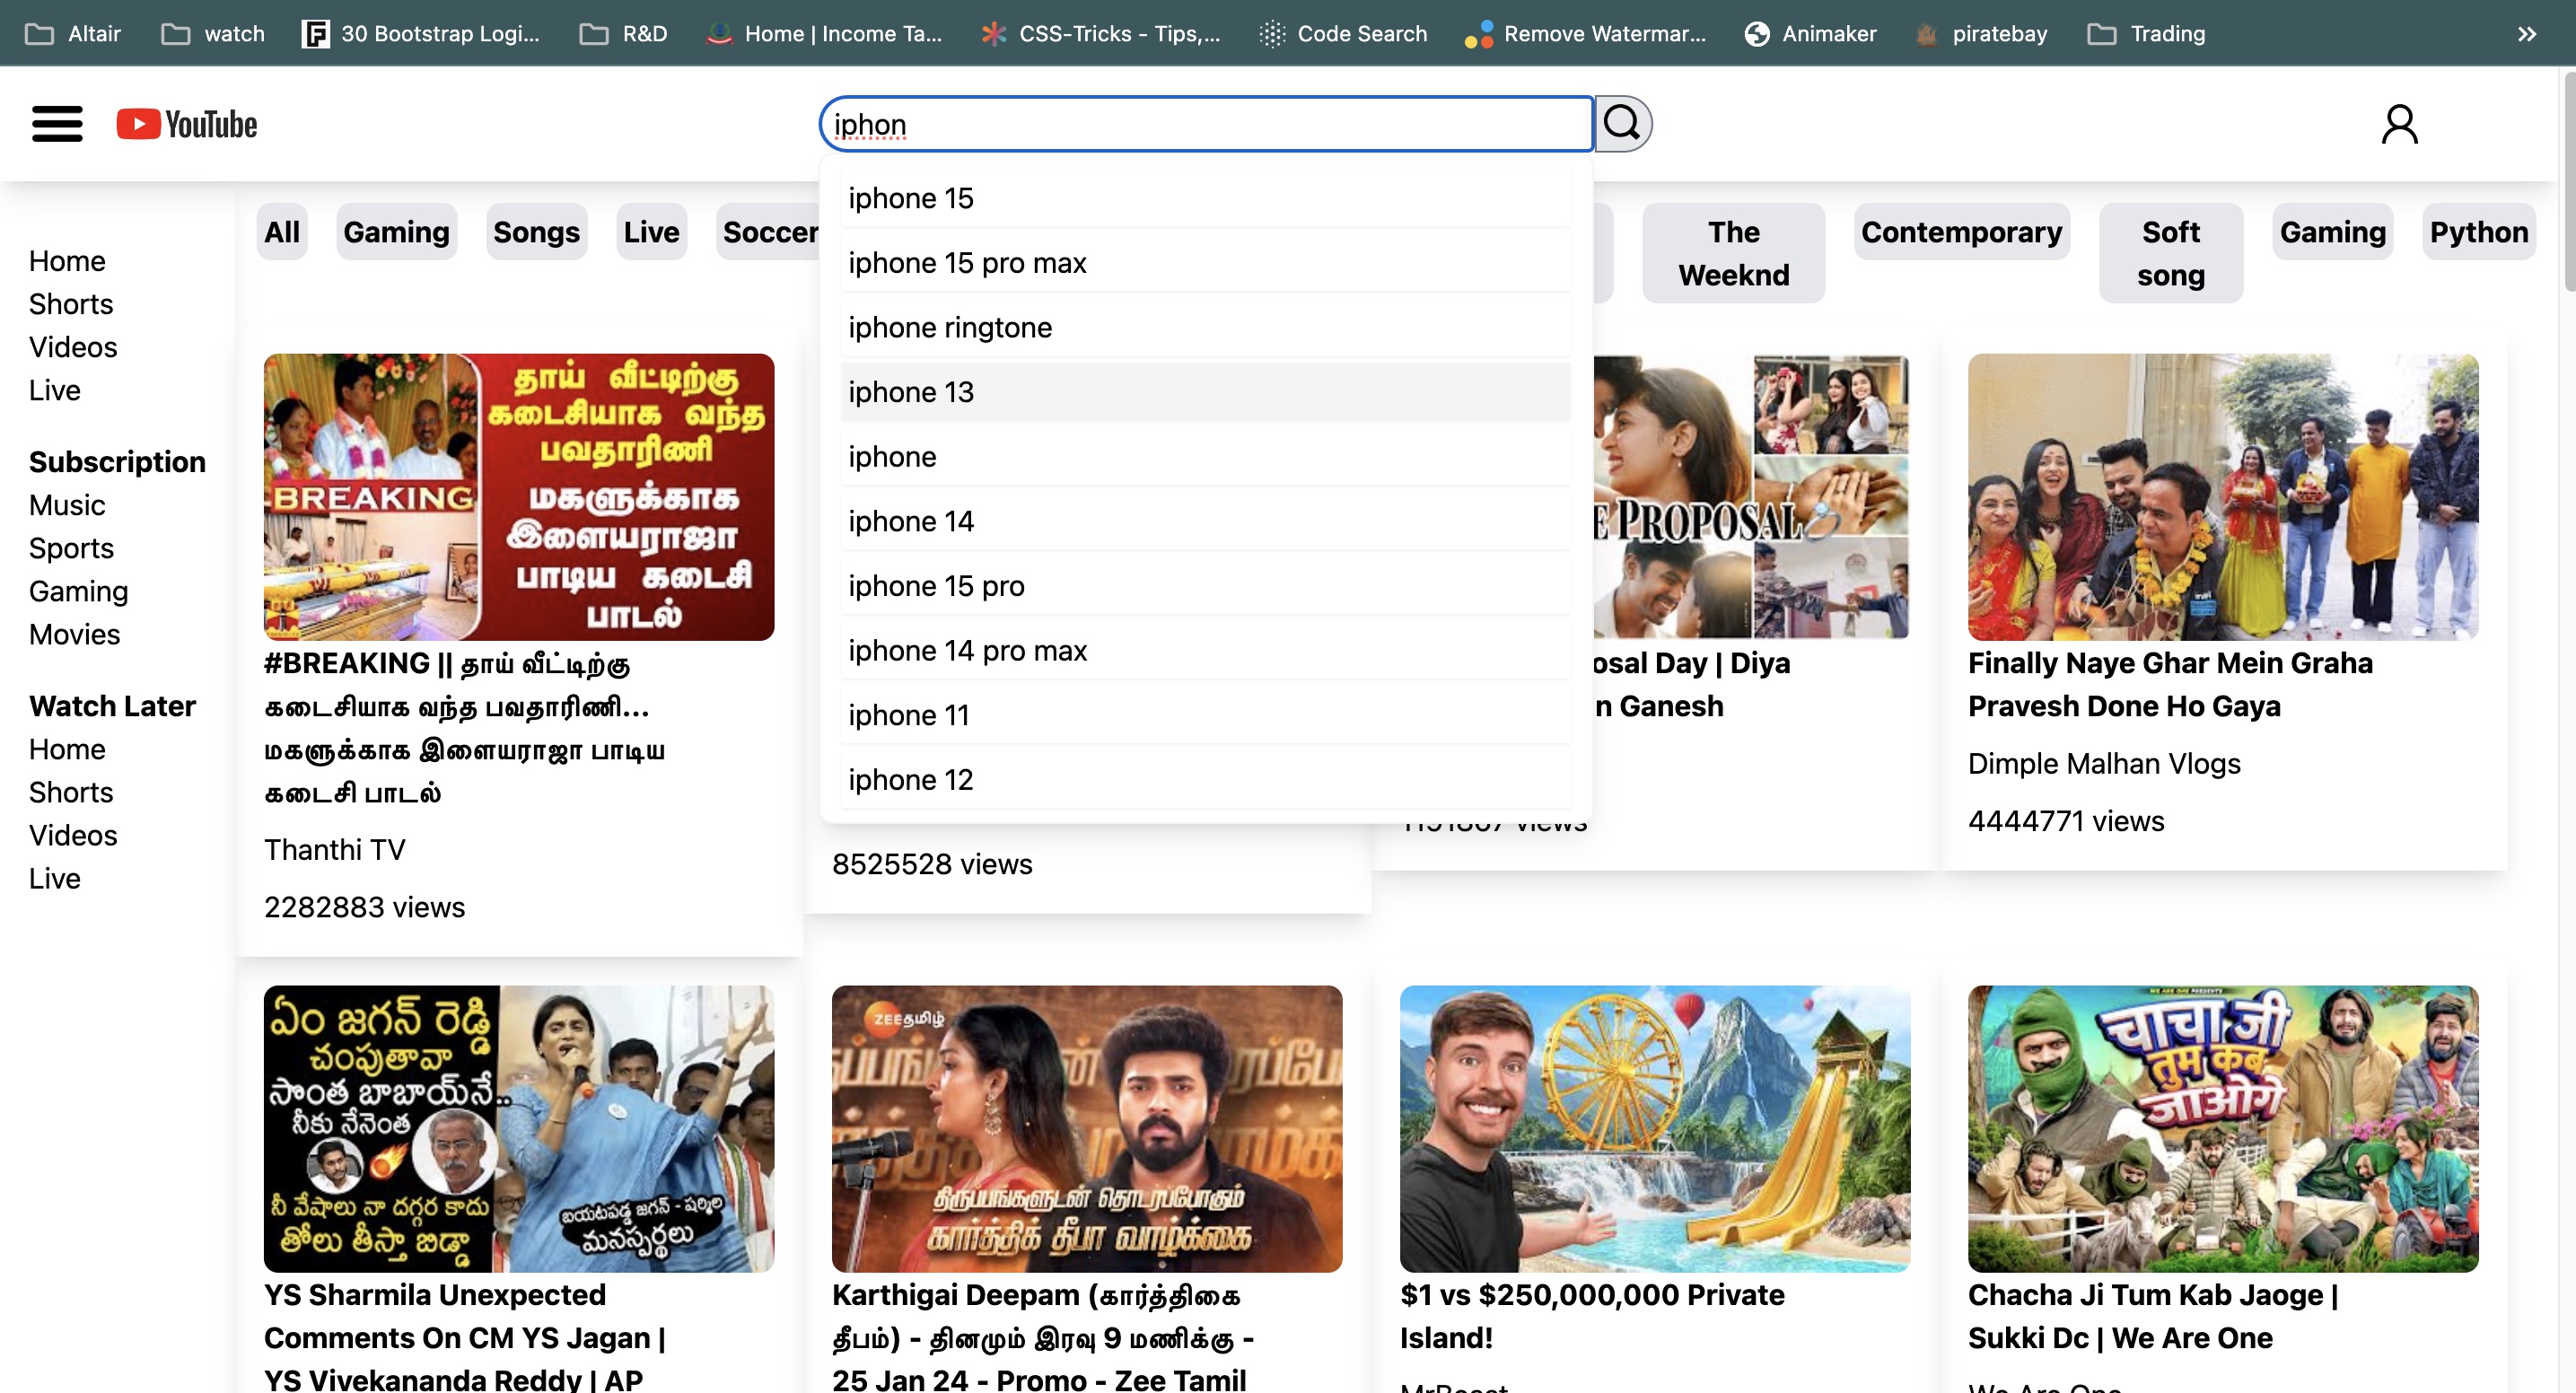 Altair watch 30 Bootstrap Logi... R&D Home | Income Ta... CSS-Tricks - Tips,... Code Search Remove Watermar... Animaker piratebay Trading
YouTube
iphon
iphone 15
iphone 15 pro max
iphone ringtone
iphone 13
iphone
iphone 14
iphone 15 pro
iphone 14 pro max
iphone 11
iphone 12
All Gaming Songs Live Soccer The Weeknd Contemporary Soft song Gaming Python
Home
Shorts
Videos
Live
Subscription
Music
Sports
Gaming
Movies
Watch Later
Home
Shorts
Videos
Live
தாய் வீட்டிற்கு
கடைசியாக வந்த
பவதாரிணி
BREAKING
மகளுக்காக
இளையராஜா
பாடிய கடைசி
பாடல்
#BREAKING || தாய் வீட்டிற்கு
கடைசியாக வந்த பவதாரிணி...
மகளுக்காக இளையராஜா பாடிய
கடைசி பாடல்
Thanthi TV
2282883 views
8525528 views
PROPOSAL
osal Day | Diya
n Ganesh
views
Finally Naye Ghar Mein Graha
Pravesh Done Ho Gaya
Dimple Malhan Vlogs
4444771 views
ఏం జగన్ రెడ్డి
చంపుతావా
సొంత బాబాయ్‌నే..
నీకు నేనెంత
నీ వేషాలు నా దగ్గర కాదు
తోలు తీస్తా బిడ్డా
బయటపడ్డ జగన్ - షర్మిల
మనస్పర్థలు
YS Sharmila Unexpected
Comments On CM YS Jagan |
YS Vivekananda Reddy | AP
ZEEதமிழ்
திருப்பங்களுடன் தொடரப்போகும்
கார்த்திக் தீபா வாழ்க்கை
Karthigai Deepam (கார்த்திகை
தீபம்) - தினமும் இரவு 9 மணிக்கு -
25 Jan 24 - Promo - Zee Tamil
$1 vs $250,000,000 Private
Island!
MrBeast
चाचा जी
तुम कब
जाओगे
Chacha Ji Tum Kab Jaoge |
Sukki Dc | We Are One
We Are One